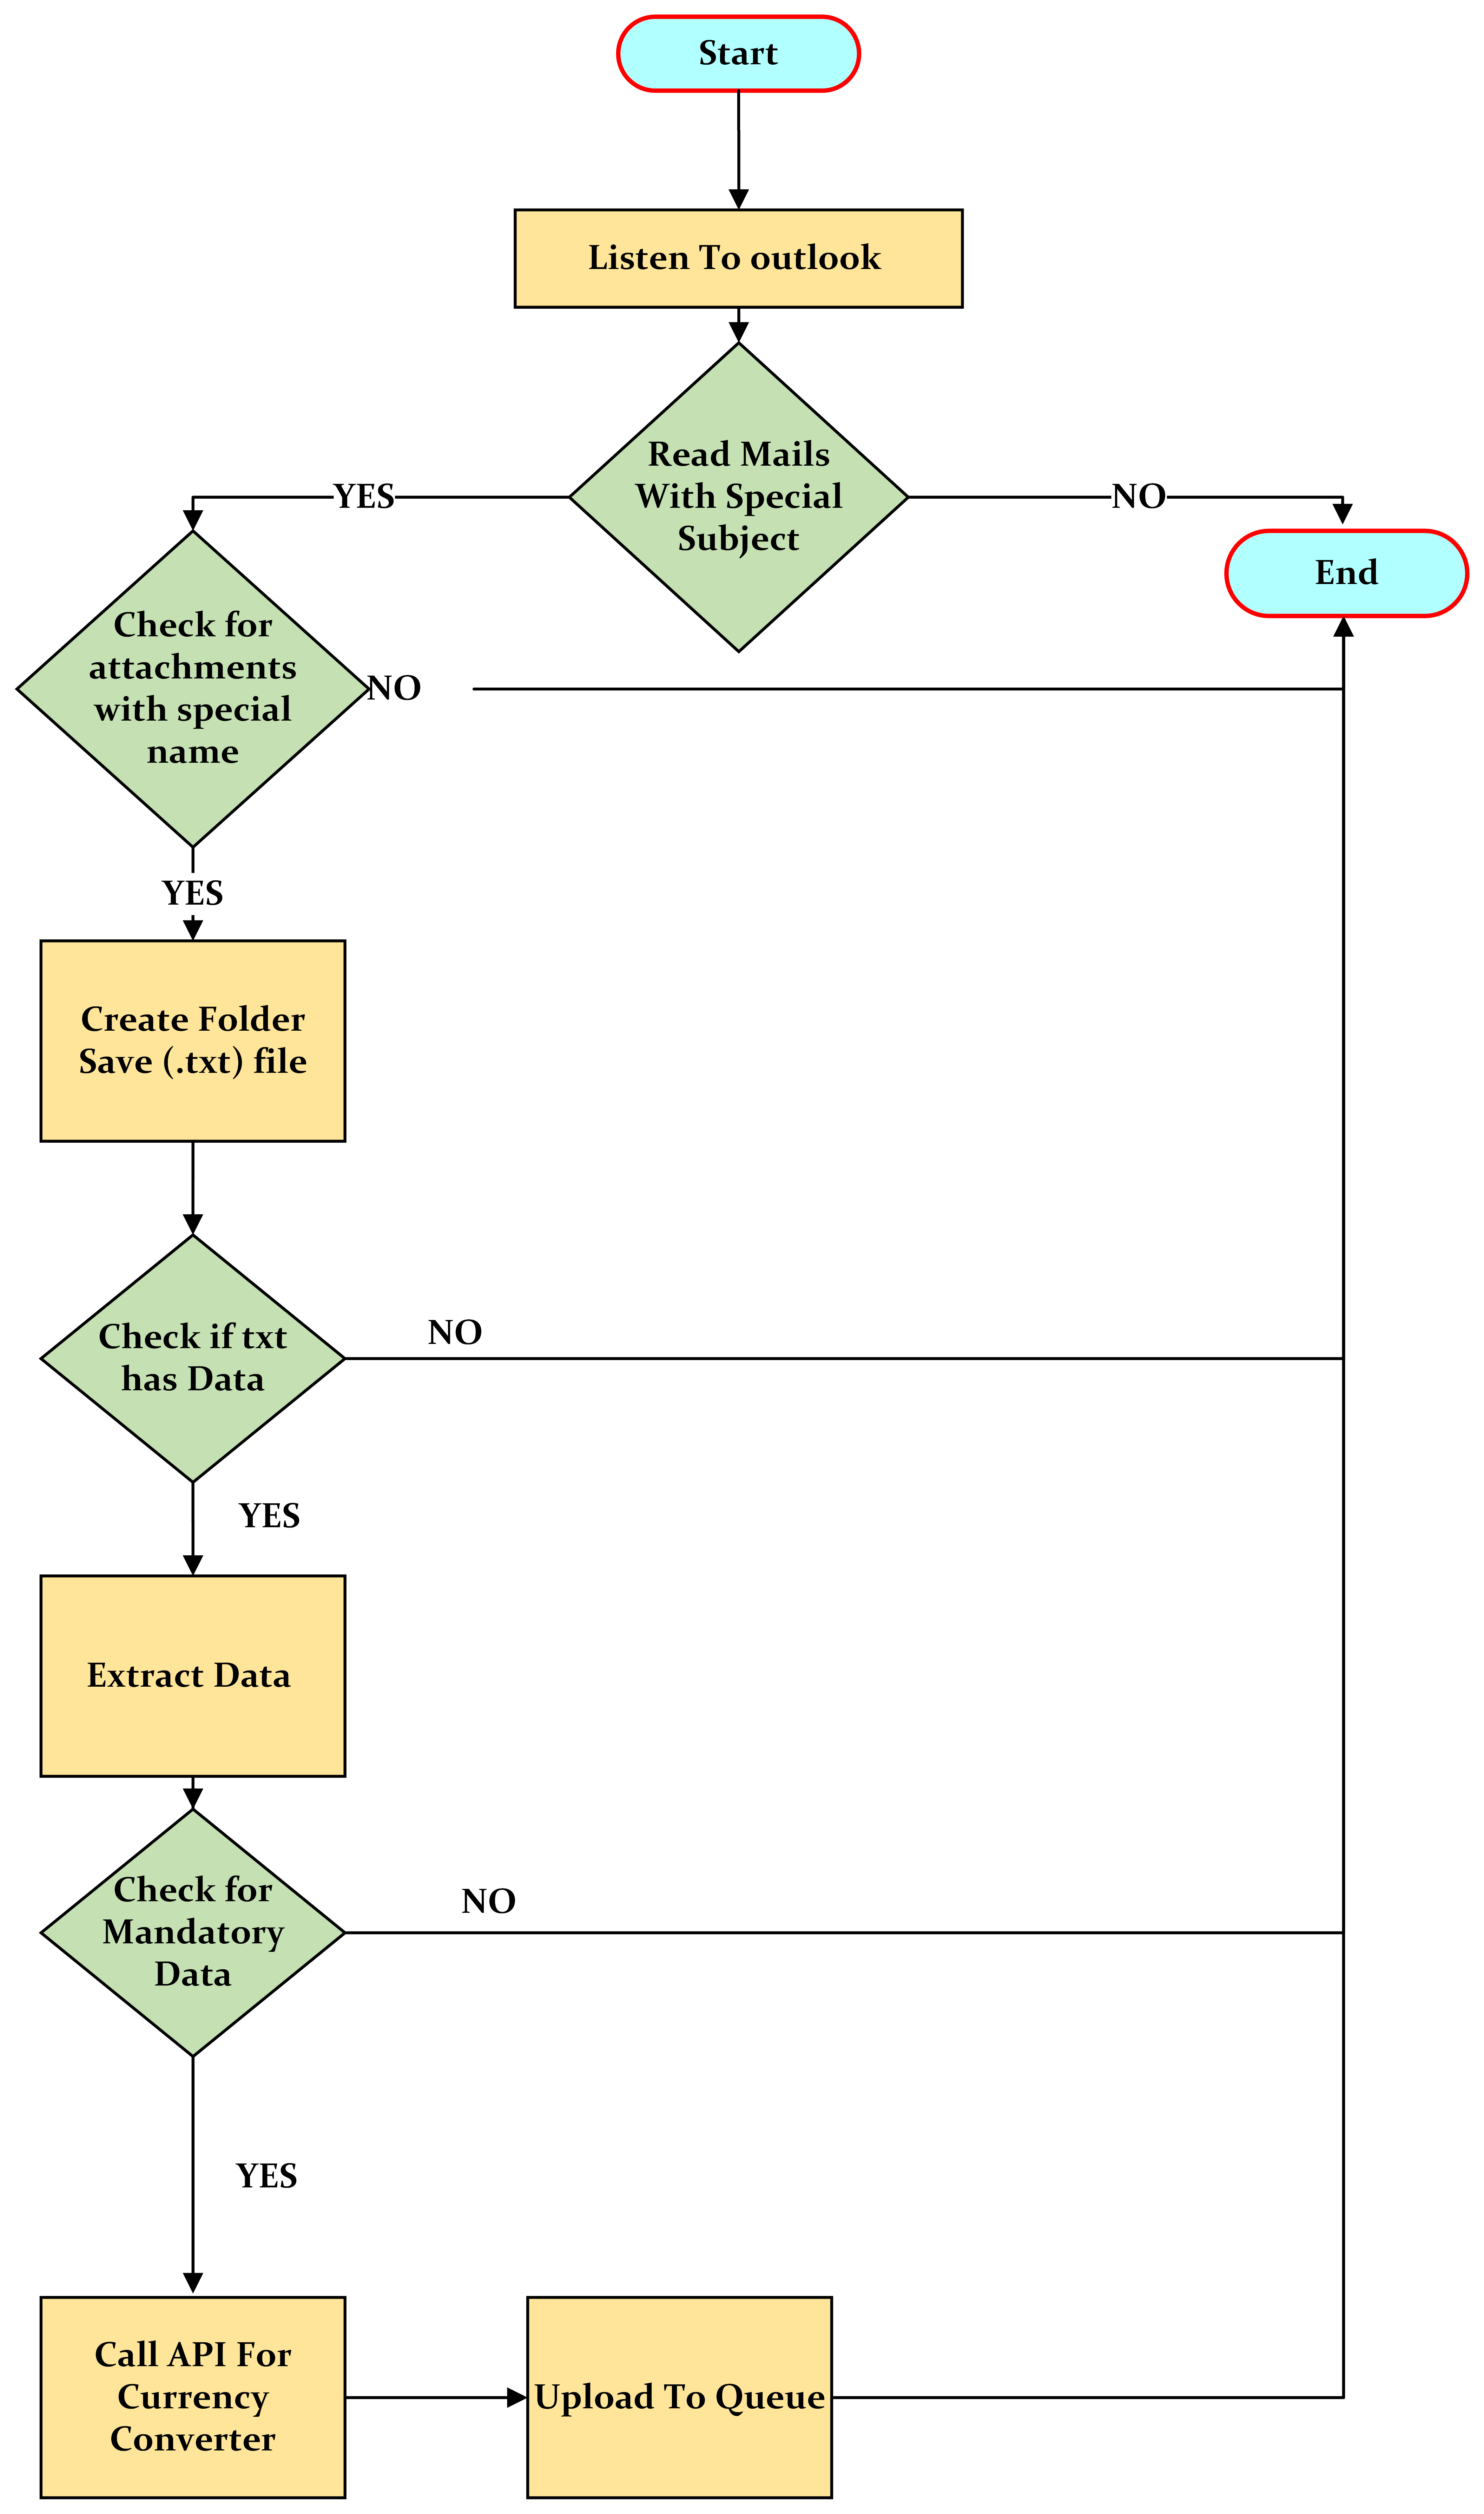 Start
Listen To outlook
Read Mails
With Special
Subject
YES
NO
End
Check for
attachments
with special
name
NO
YES
Create Folder
Save (.txt) file
Check if txt
has Data
NO
YES
Extract Data
Check for
Mandatory
Data
NO
YES
Call API For
Currency
Converter
Upload To Queue